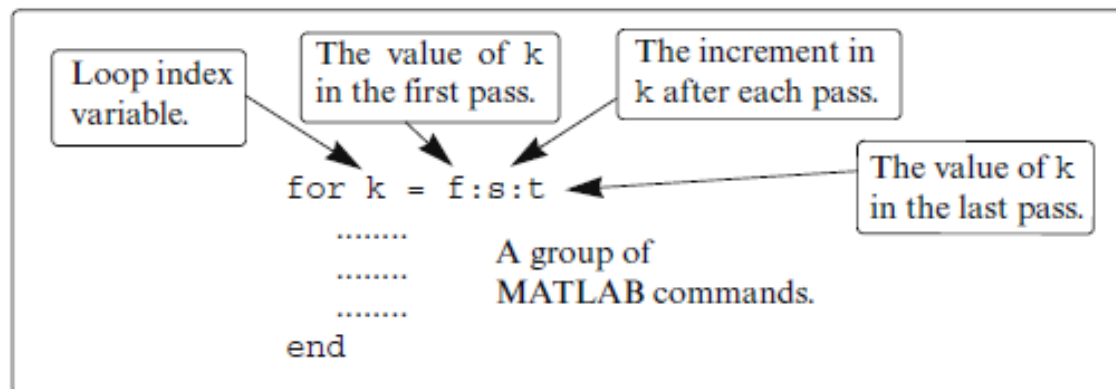 Loop index
variable.
The value of k
in the first pass.
The increment in
k after each pass.
for k = f:s:t
The value of k
in the last pass.
........
........
........
A group of
MATLAB commands.
end